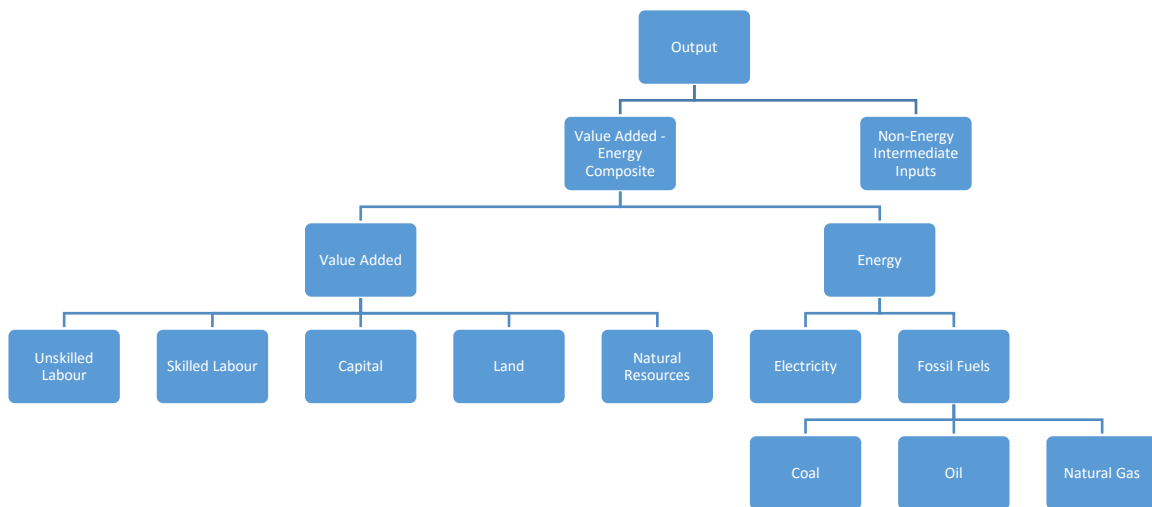 Output
Value Added -
Energy
Composite
Non-Energy
Intermediate
Inputs
Value Added
Energy
Unskilled
Labour
Skilled Labour
Capital
Land
Natural
Resources
Electricity
Fossil Fuels
Coal
Oil
Natural Gas